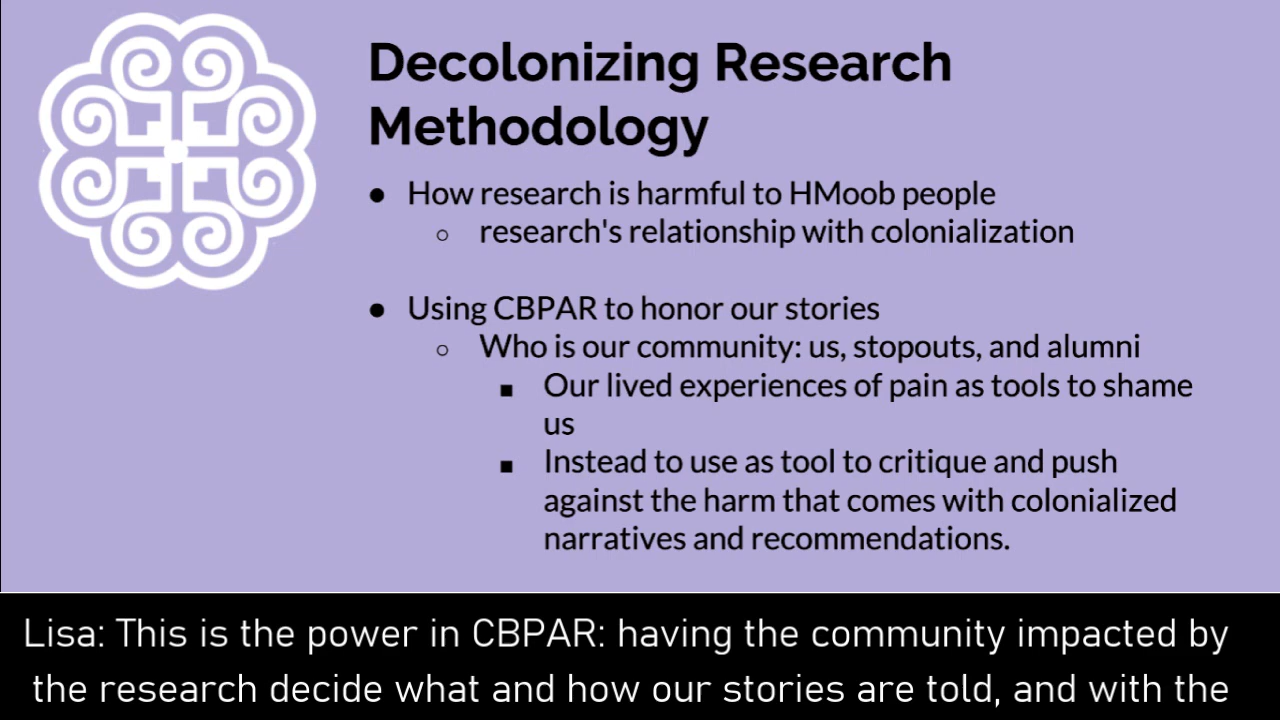 Decolonizing Research
Methodology
● How research is harmful to HMoob people
○ research's relationship with colonialization
● Using CBPAR to honor our stories
○ Who is our community: us, stopouts, and alumni
■ Our lived experiences of pain as tools to shame
us
■ Instead to use as tool to critique and push
against the harm that comes with colonialized
narratives and recommendations.
Lisa: This is the power in CBPAR: having the community impacted by
the research decide what and how our stories are told, and with the